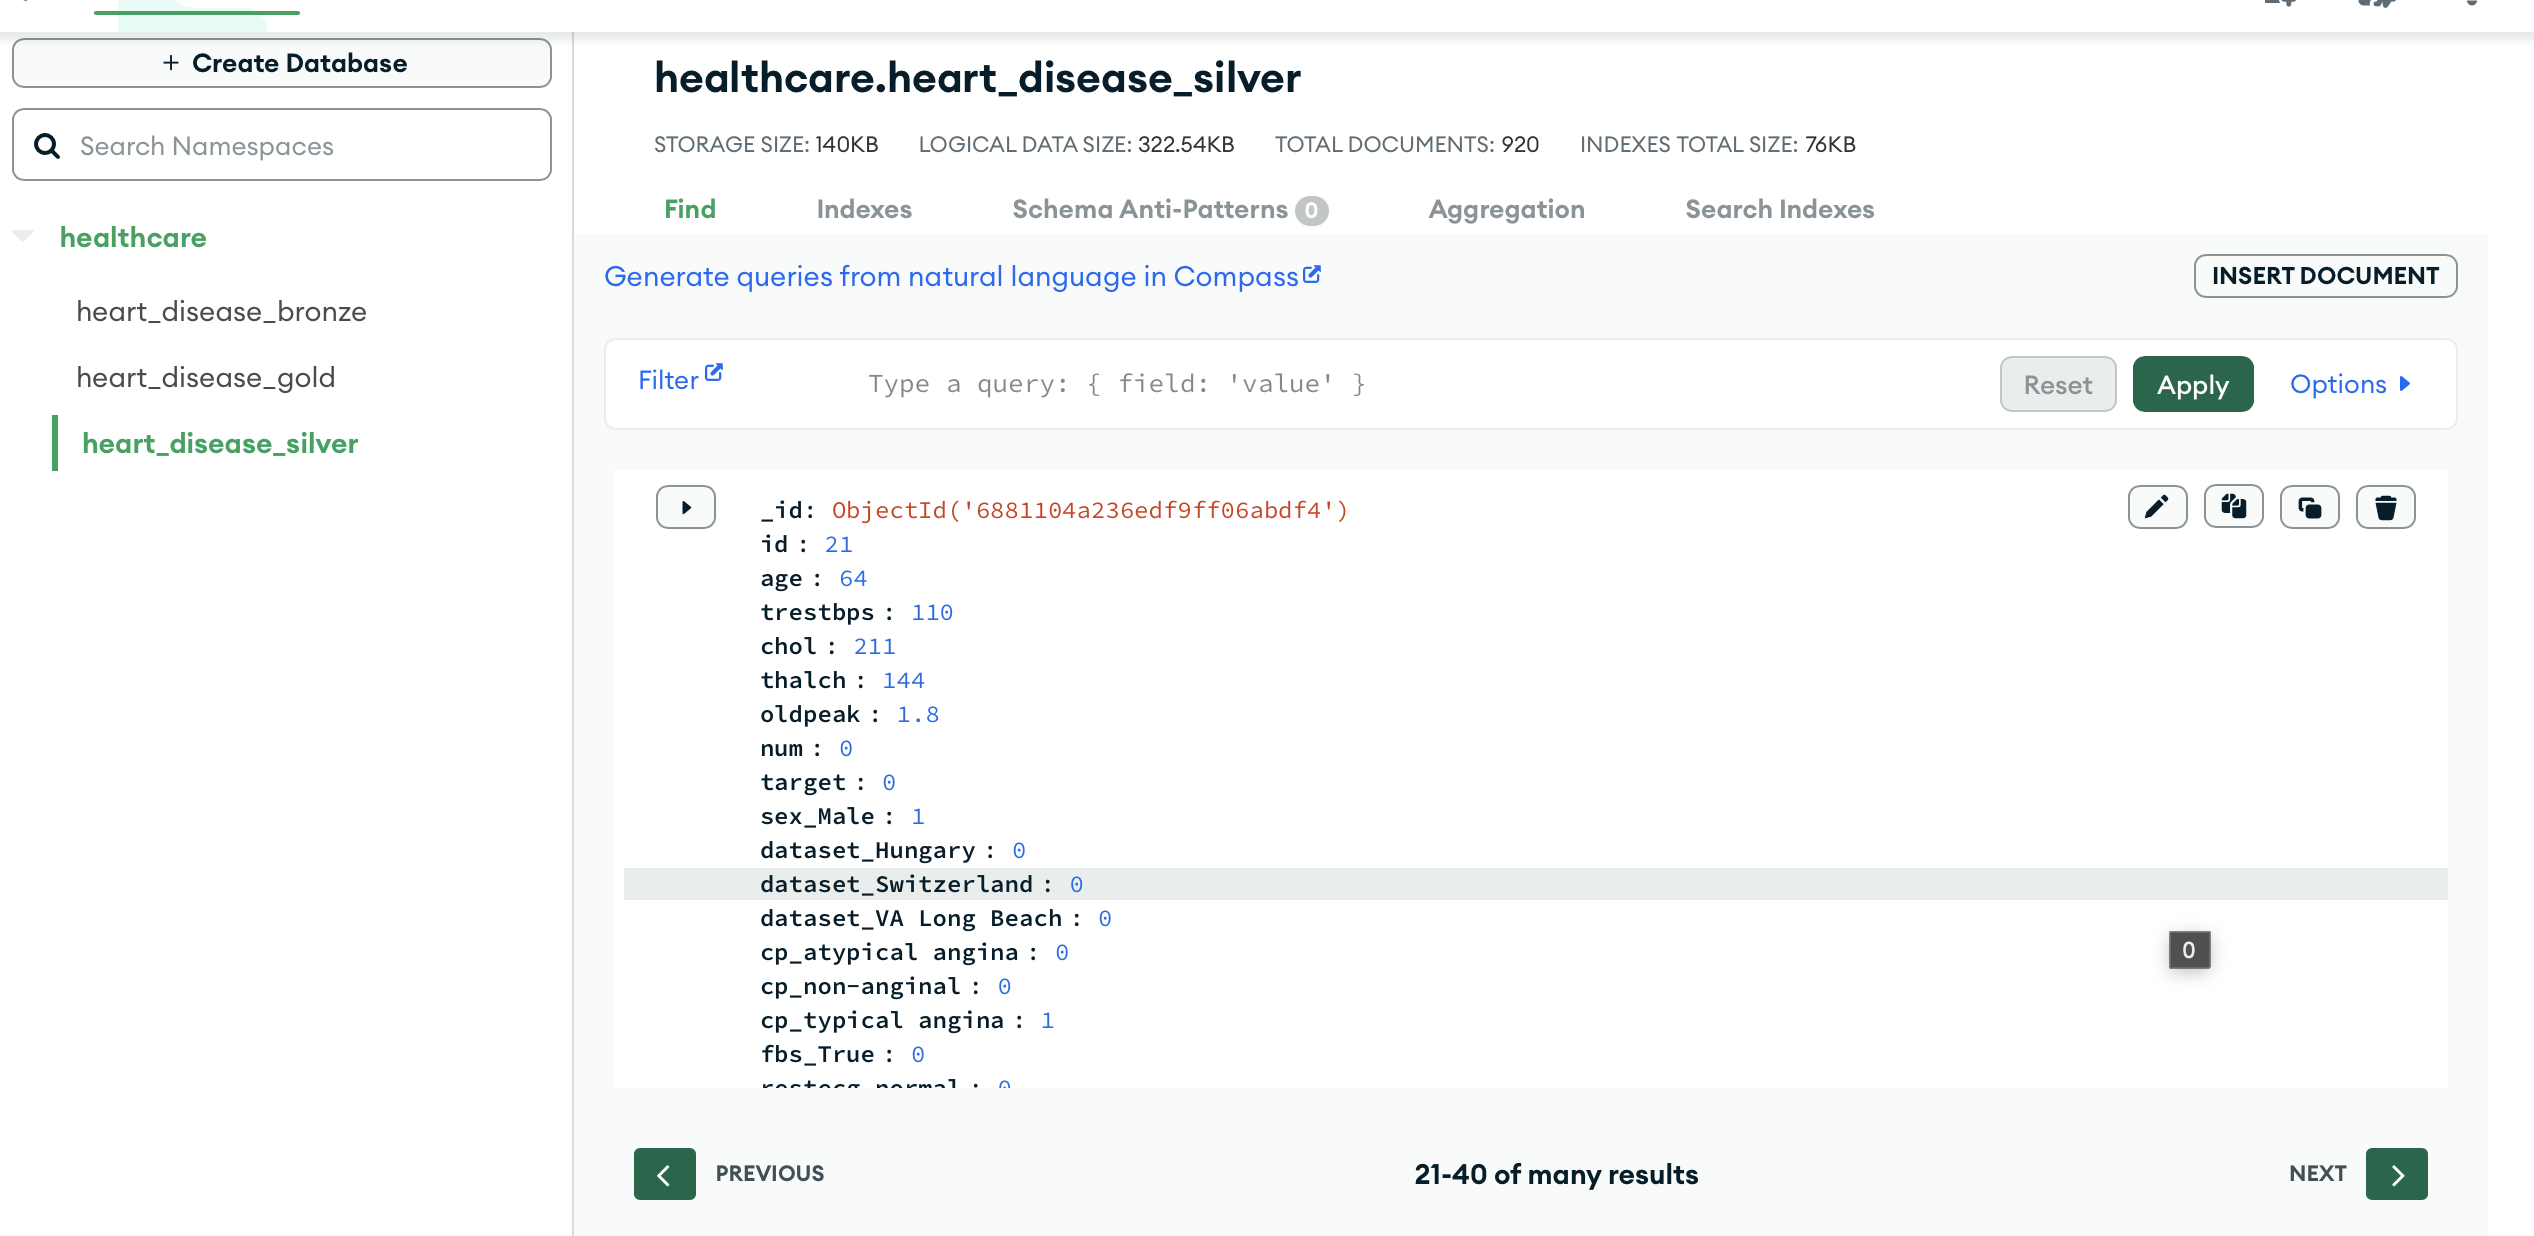 + Create Database
Search Namespaces
healthcare
heart_disease_bronze
heart_disease_gold
heart_disease_silver
healthcare.heart_disease_silver
STORAGE SIZE: 140KB LOGICAL DATA SIZE: 322.54KB TOTAL DOCUMENTS: 920 INDEXES TOTAL SIZE: 76KB
Find Indexes Schema Anti-Patterns 0 Aggregation Search Indexes
Generate queries from natural language in Compass
INSERT DOCUMENT
Filter Type a query: { field: 'value' } Reset Apply Options
_id: ObjectId('6881104a236edf9ff06abdf4')
id : 21
age : 64
trestbps : 110
chol : 211
thalch : 144
oldpeak : 1.8
num : 0
target : 0
sex_Male : 1
dataset_Hungary : 0
dataset_Switzerland : 0
dataset_VA Long Beach : 0
cp_atypical angina : 0
0
cp_non-anginal : 0
cp_typical angina : 1
fbs_True : 0
restecg_normal : 0
PREVIOUS 21-40 of many results NEXT